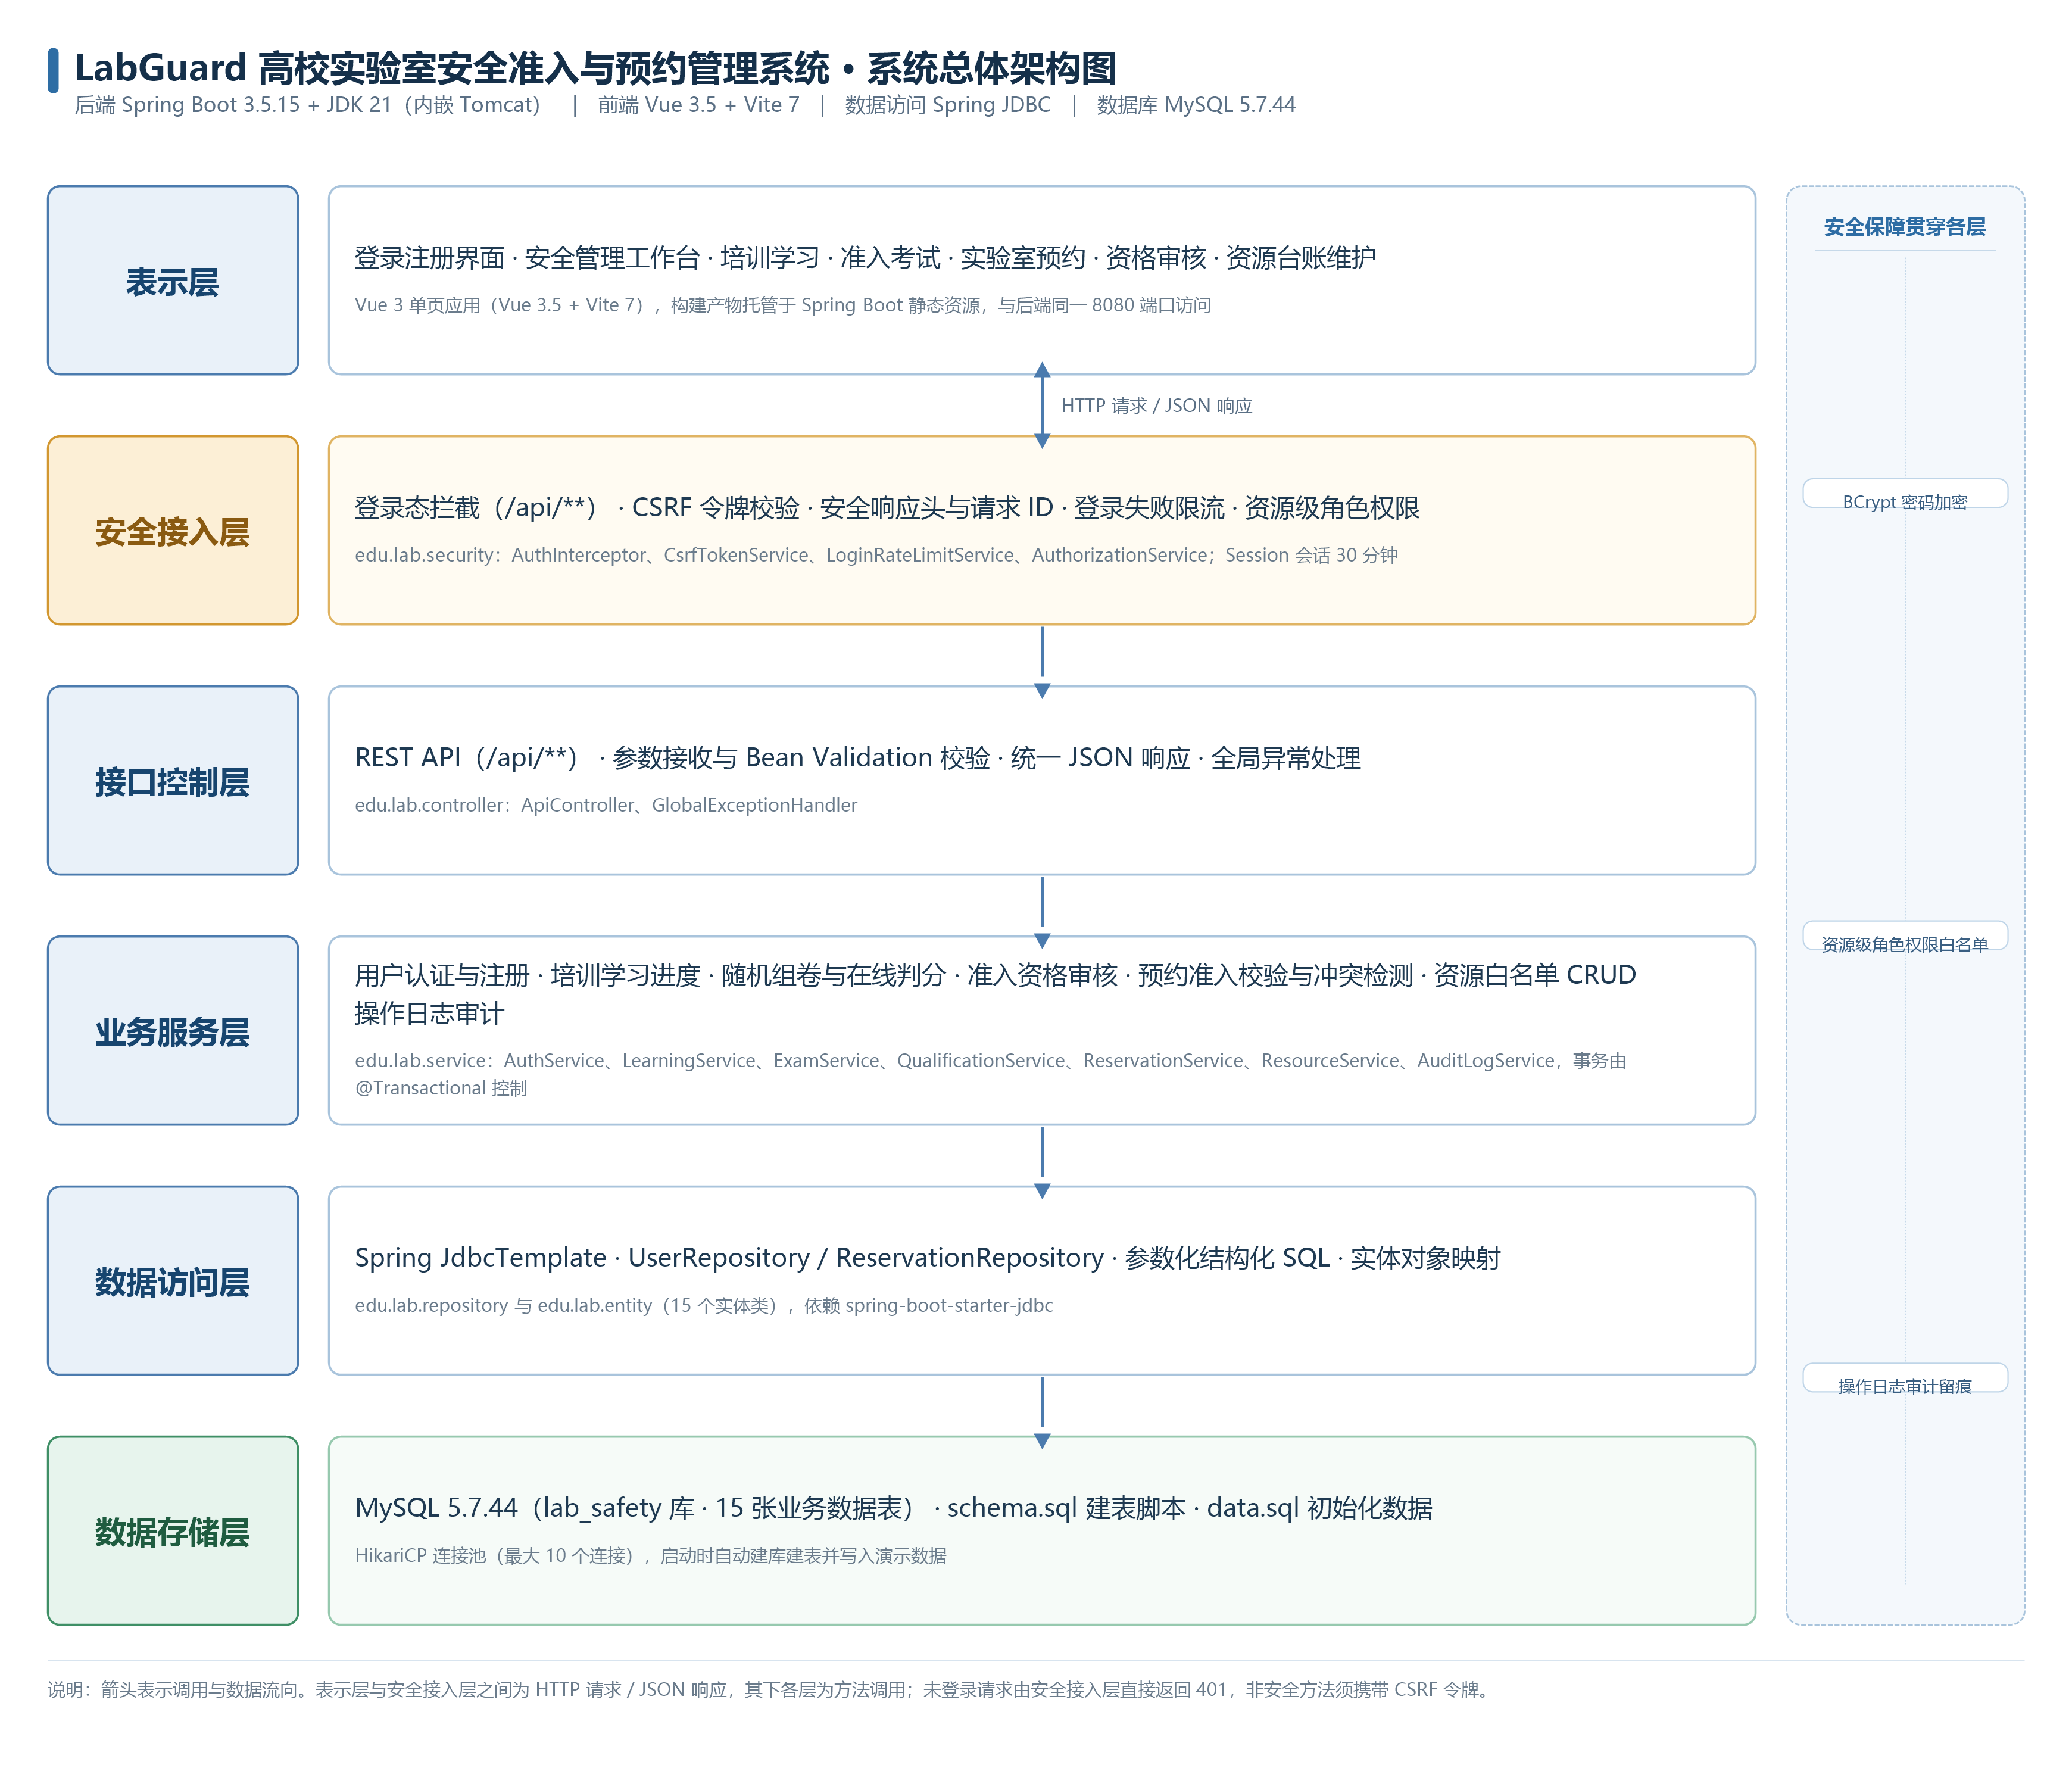 LabGuard 高校实验室安全准入与预约管理系统 • 系统总体架构图
后端 Spring Boot 3.5.15 + JDK 21（内嵌 Tomcat） | 前端 Vue 3.5 + Vite 7 | 数据访问 Spring JDBC | 数据库 MySQL 5.7.44
表示层
登录注册界面 · 安全管理工作台 · 培训学习 · 准入考试 · 实验室预约 · 资格审核 · 资源台账维护
Vue 3 单页应用（Vue 3.5 + Vite 7），构建产物托管于 Spring Boot 静态资源，与后端同一 8080 端口访问
HTTP 请求 / JSON 响应
安全接入层
登录态拦截（/api/**） · CSRF 令牌校验 · 安全响应头与请求 ID · 登录失败限流 · 资源级角色权限
edu.lab.security：AuthInterceptor、CsrfTokenService、LoginRateLimitService、AuthorizationService；Session 会话 30 分钟
接口控制层
REST API（/api/**） · 参数接收与 Bean Validation 校验 · 统一 JSON 响应 · 全局异常处理
edu.lab.controller：ApiController、GlobalExceptionHandler
业务服务层
用户认证与注册 · 培训学习进度 · 随机组卷与在线判分 · 准入资格审核 · 预约准入校验与冲突检测 · 资源白名单 CRUD
操作日志审计
edu.lab.service：AuthService、LearningService、ExamService、QualificationService、ReservationService、ResourceService、AuditLogService，事务由
@Transactional 控制
数据访问层
Spring JdbcTemplate · UserRepository / ReservationRepository · 参数化结构化 SQL · 实体对象映射
edu.lab.repository 与 edu.lab.entity（15 个实体类），依赖 spring-boot-starter-jdbc
数据存储层
MySQL 5.7.44（lab_safety 库 · 15 张业务数据表） · schema.sql 建表脚本 · data.sql 初始化数据
HikariCP 连接池（最大 10 个连接），启动时自动建库建表并写入演示数据
安全保障贯穿各层
BCrypt 密码加密
资源级角色权限白名单
操作日志审计留痕
说明：箭头表示调用与数据流向。表示层与安全接入层之间为 HTTP 请求 / JSON 响应，其下各层为方法调用；未登录请求由安全接入层直接返回 401，非安全方法须携带 CSRF 令牌。